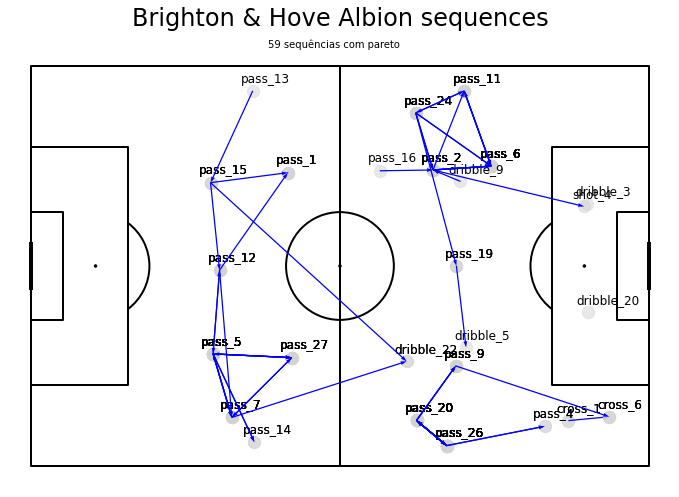 Brighton & Hove Albion sequences
59 sequências com pareto
pass_13
pass_11
pass_24
pass_15
pass_1
pass_16
pass_2
pass_6
dribble_9
dribble_3
shot_4
pass_12
pass_19
dribble_20
pass_5
pass_27
dribble_22
dribble_5
pass_9
pass_7
pass_14
pass_20
pass_26
pass_4
cross_1
cross_6